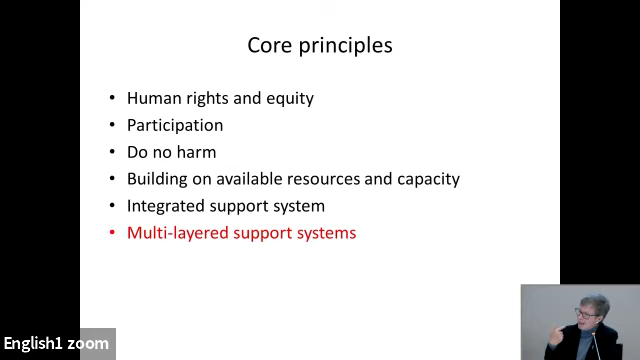 Core principles
• Human rights and equity
• Participation
• Do no harm
• Building on available resources and capacity
• Integrated support system
• Multi-layered support systems
English1 zoom